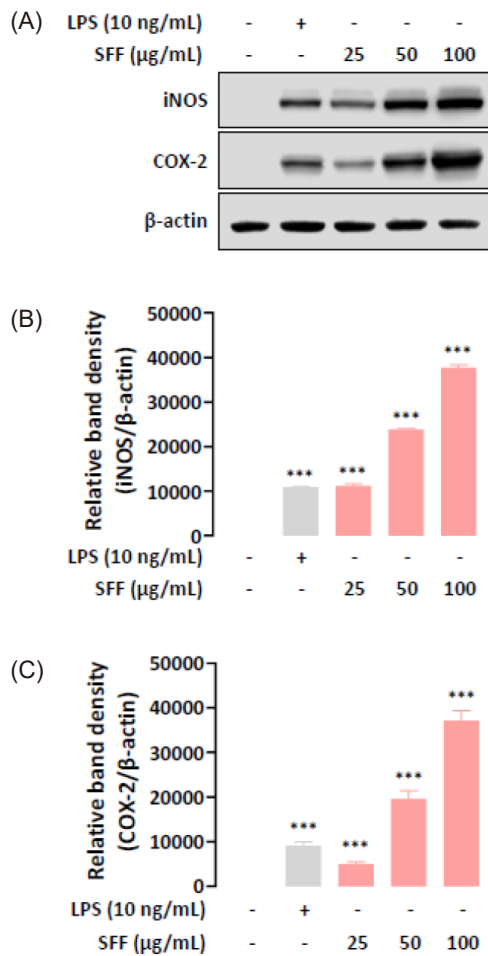 (A)
LPS (10 ng/mL) - + - - -
SFF (µg/mL) - - 25 50 100
iNOS
COX-2
β-actin
(B)
Relative band density
(iNOS/β-actin)
50000
40000
30000
20000
10000
0
*** *** *** ***
LPS (10 ng/mL) - + - - -
SFF (µg/mL) - - 25 50 100
(C)
Relative band density
(COX-2/β-actin)
50000
40000
30000
20000
10000
0
*** *** *** ***
LPS (10 ng/mL) - + - - -
SFF (µg/mL) - - 25 50 100